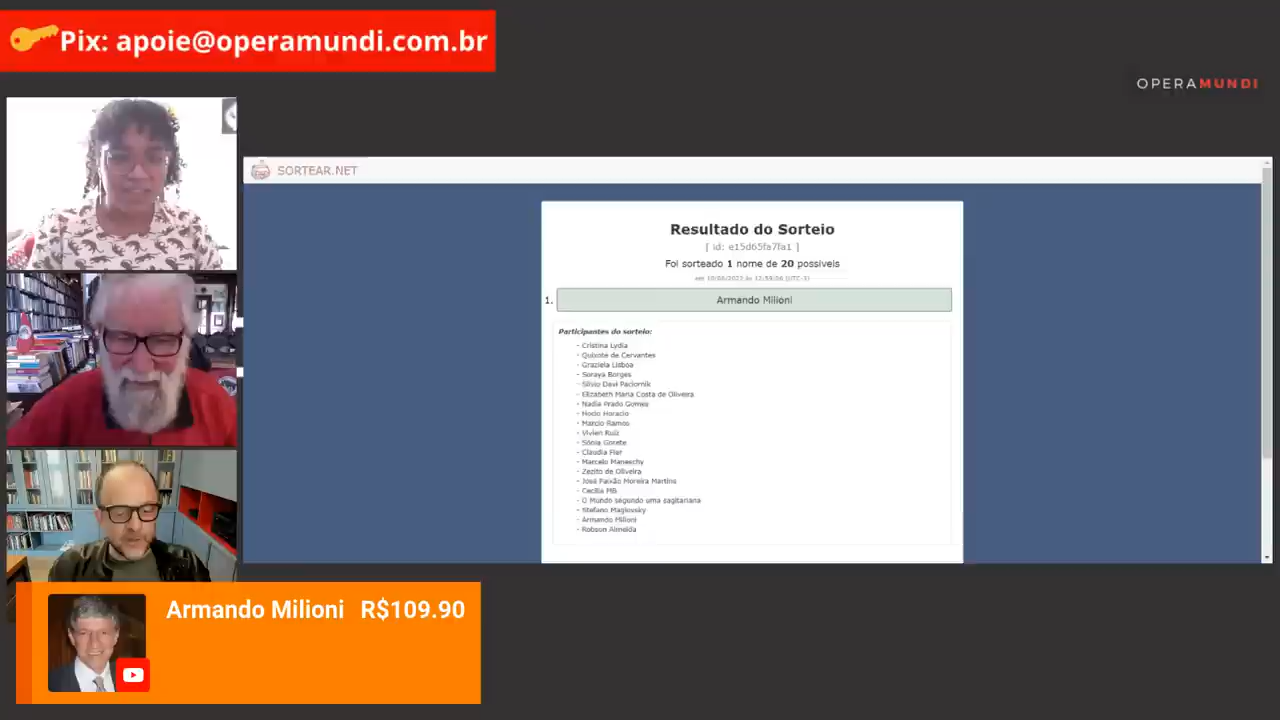 Pix: apoie@operamundi.com.br
OPERAMUNDI
SORTEAR.NET
Resultado do Sorteio
[ id: e15d65fa7fa1 ]
Foi sorteado 1 nome de 20 possíveis
1. Armando Milioni
Participantes do sorteio:
- Cristina Lydia
- Quixote de Cervantes
- Graziela Lisboa
- Soraya Borges
- Silvio Davi Paciornik
- Elizabeth Maria Costa de Oliveira
- Nadia Prado Gomes
- Hocio Horacio
- Marcio Ramos
- Vivien Ruiz
- Sônia Gorete
- Claudia Fier
- Marcelo Maneschy
- Zezito de Oliveira
- José Paixão Moreira Martins
- Cecilia MB
- O Mundo segundo uma sagitariana
- Stefano Maglovsky
- Armando Milioni
- Robson Almeida
Armando Milioni R$109.90